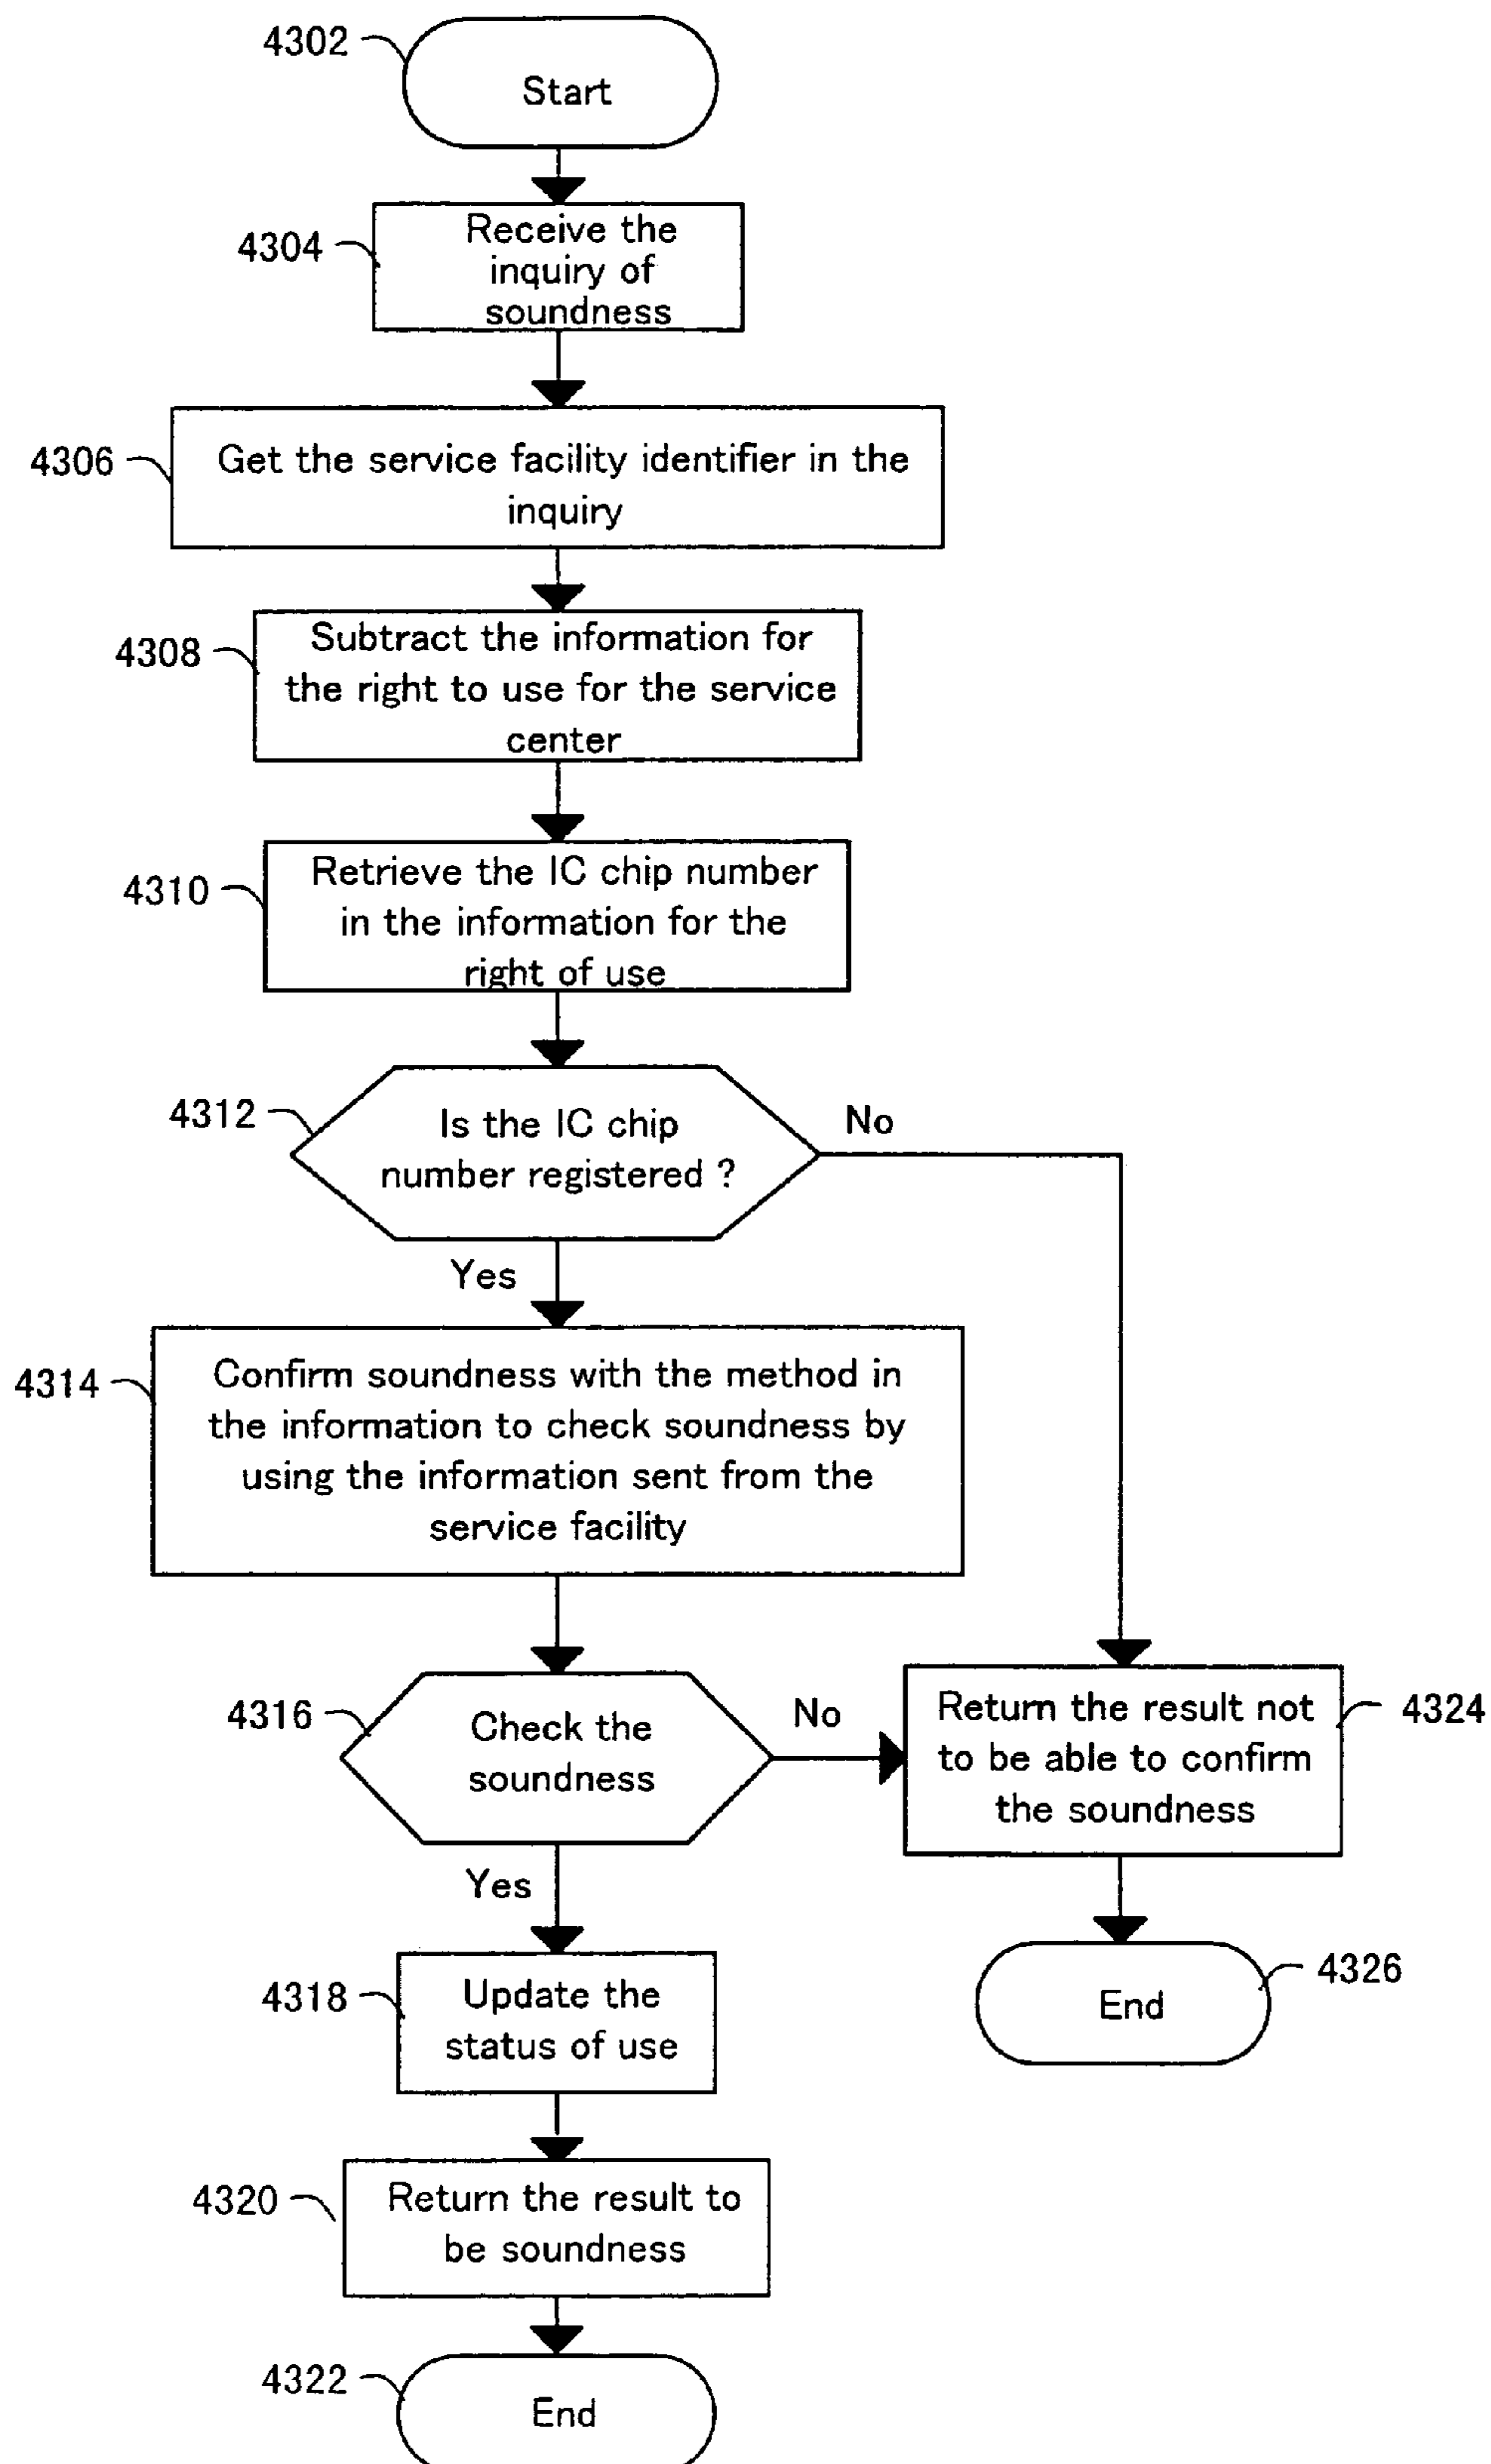 4302
Start
4304
Receive the
inquiry of
soundness
4306
Get the service facility identifier in the
inquiry
4308
Subtract the information for
the right to use for the service
center
4310
Retrieve the IC chip number
in the information for the
right of use
4312
Is the IC chip
number registered ?
No
Yes
4314
Confirm soundness with the method in
the information to check soundness by
using the information sent from the
service facility
4316
Check the
soundness
No
Return the result not
to be able to confirm
the soundness
4324
Yes
4318
Update the
status of use
End
4326
4320
Return the result to
be soundness
4322
End